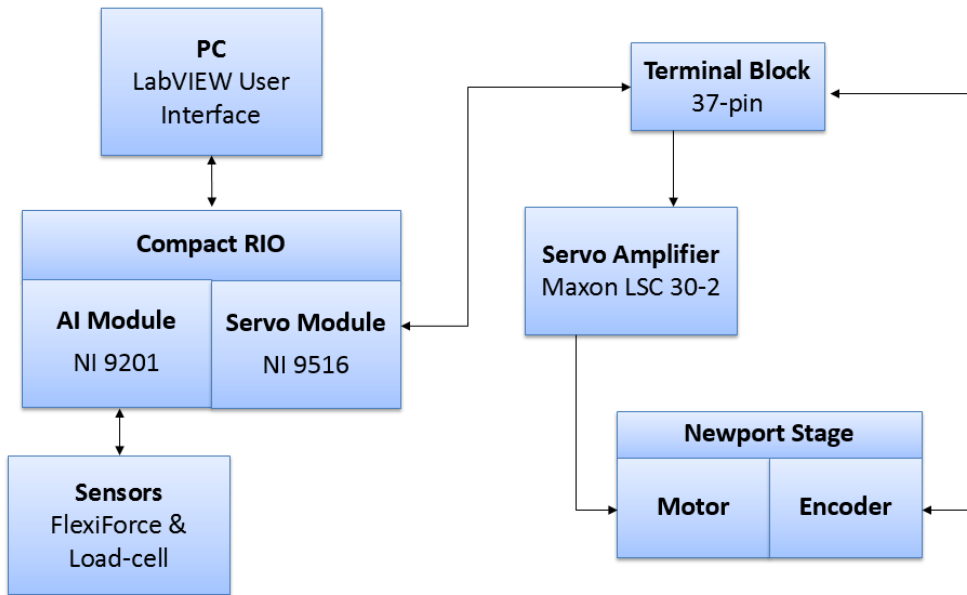 PC
LabVIEW User
Interface
Terminal Block
37-pin
Compact RIO
AI Module
NI 9201
Servo Module
NI 9516
Servo Amplifier
Maxon LSC 30-2
Sensors
FlexiForce &
Load-cell
Newport Stage
Motor
Encoder